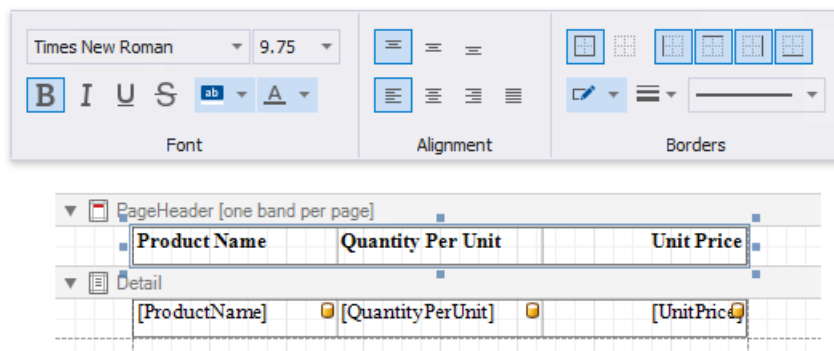 Times New Roman 9.75
B I U S ab A
Font Alignment Borders
PageHeader [one band per page]
Product Name Quantity Per Unit Unit Price
Detail
[ProductName] [QuantityPerUnit] [UnitPrice]